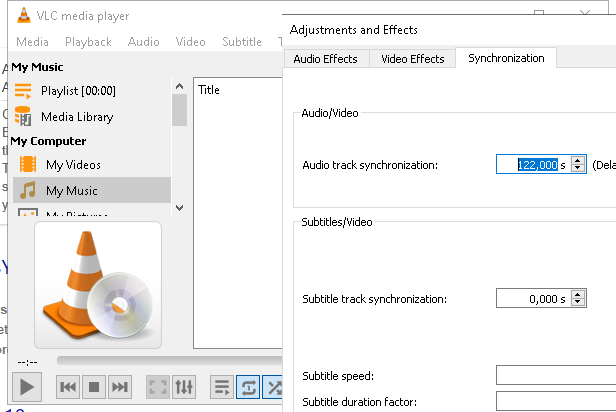 VLC media player
Media Playback Audio Video Subtitle
Adjustments and Effects
Audio Effects Video Effects Synchronization
My Music
Playlist [00:00]
Media Library
My Computer
My Videos
My Music
My Pictures
Title
Audio/Video
Audio track synchronization: 122,000 s (Dela
Subtitles/Video
Subtitle track synchronization: 0,000 s
Subtitle speed:
Subtitle duration factor:
--:--